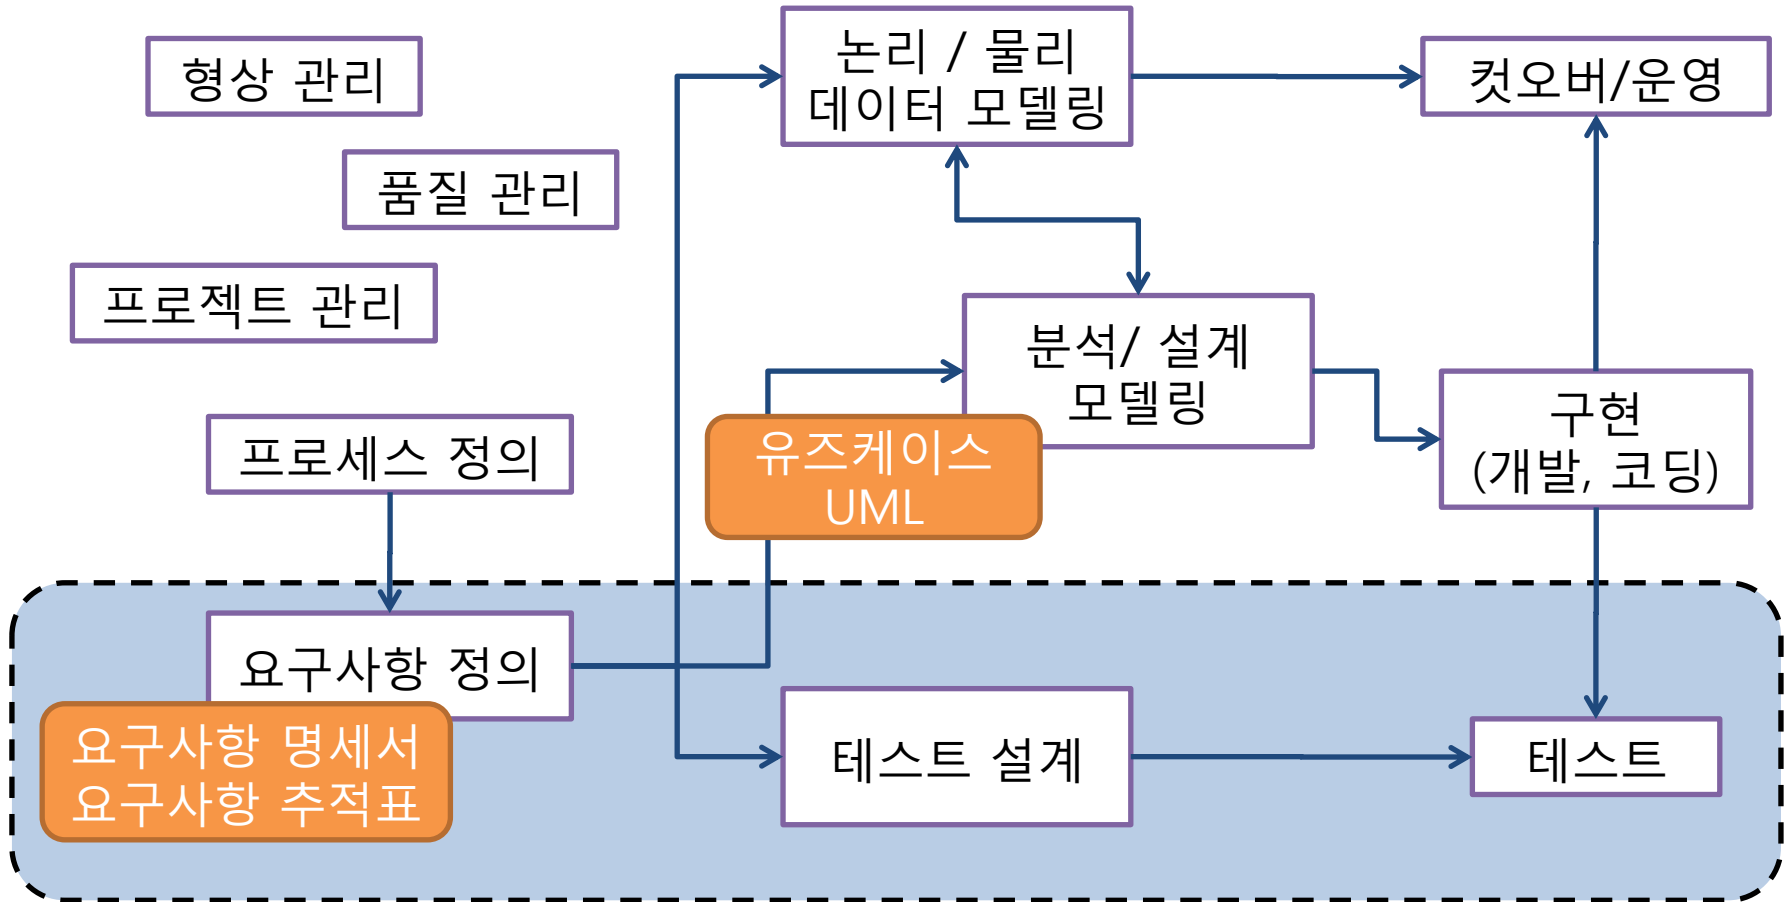 형상 관리
품질 관리
프로젝트 관리
프로세스 정의
요구사항 정의
요구사항 명세서
요구사항 추적표
논리 / 물리
데이터 모델링
분석/ 설계
모델링
유즈케이스
UML
테스트 설계
컷오버/운영
구현
(개발, 코딩)
테스트